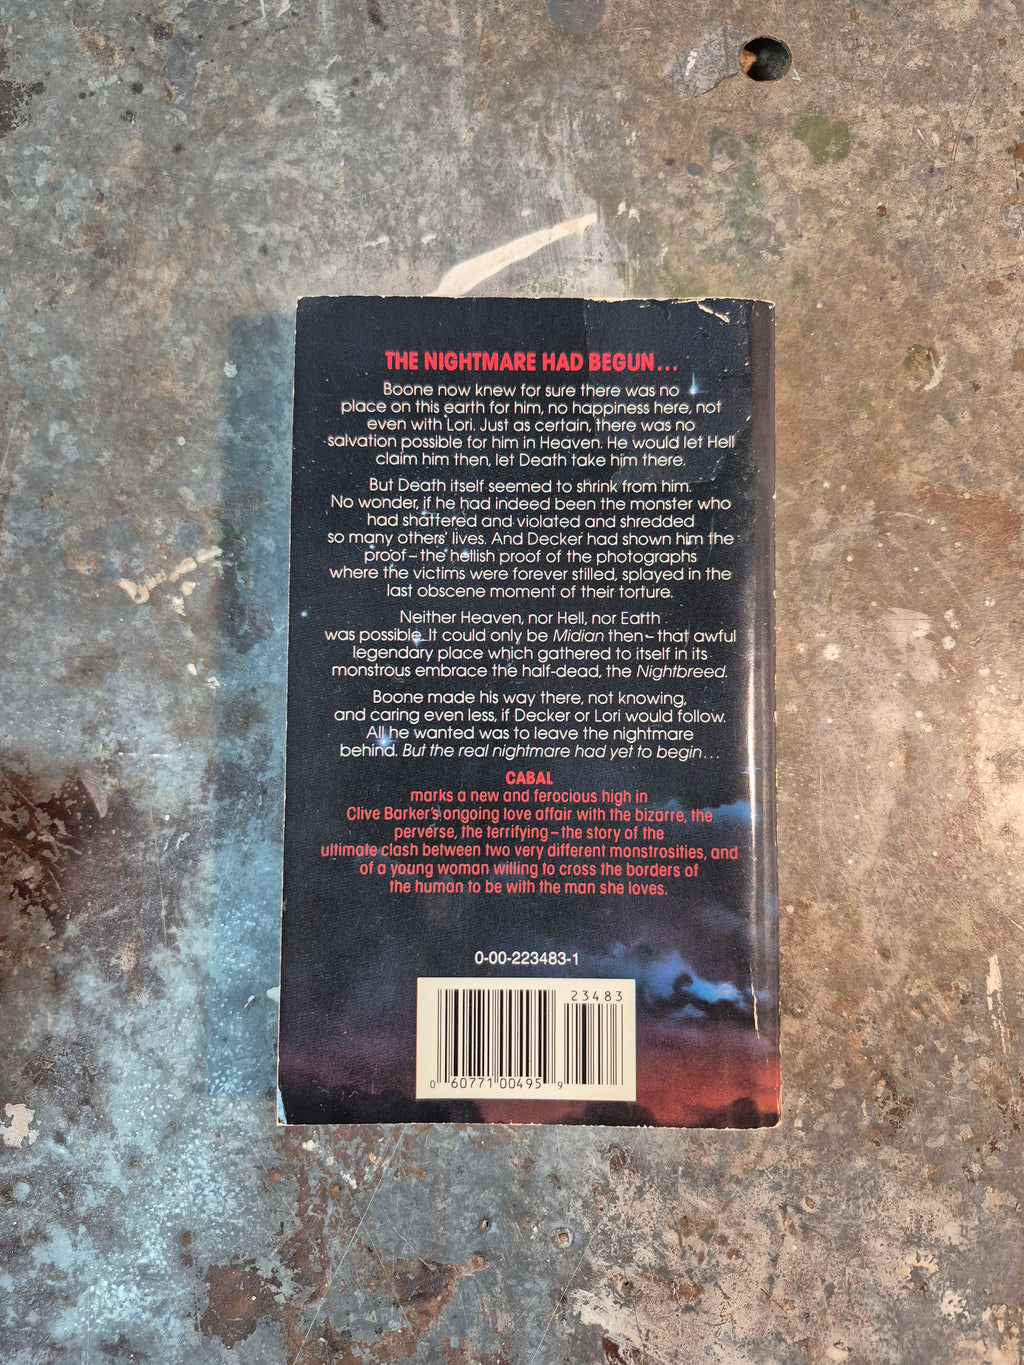 THE NIGHTMARE HAD BEGUN...
Boone now knew for sure there was no
place on this earth for him, no happiness here, not
even with Lori. Just as certain, there was no
salvation possible for him in Heaven. He would let Hell
claim him then, let Death take him there.
But Death itself seemed to shrink from him.
No wonder, if he had indeed been the monster who
had shattered and violated and shredded
so many others' lives. And Decker had shown him the
proof–the hellish proof of the photographs
where the victims were forever stilled, splayed in the
last obscene moment of their torture.
Neither Heaven, nor Hell, nor Earth
was possible. It could only be Midian then–that awful
legendary place which gathered to itself in its
monstrous embrace the half-dead, the Nightbreed.
Boone made his way there, not knowing,
and caring even less, if Decker or Lori would follow.
All he wanted was to leave the nightmare
behind. But the real nightmare had yet to begin...
CABAL
marks a new and ferocious high in
Clive Barker's ongoing love affair with the bizarre, the
perverse, the terrifying–the story of the
ultimate clash between two very different monstrosities, and
of a young woman willing to cross the borders of
the human to be with the man she loves.
0-00-223483-1
23483
0 60771 00495 9